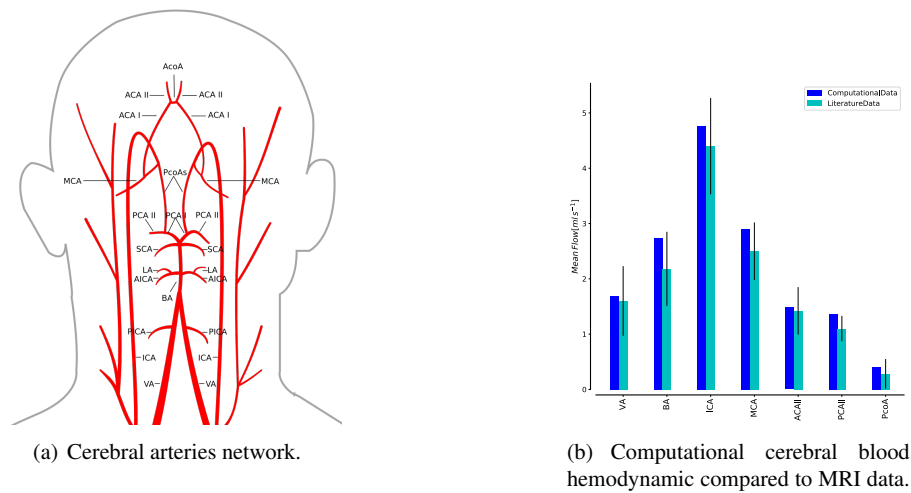 AcoA
ACA II
ACA II
ACA I
ACA I
MCA
PcoAs
MCA
PCA II
PCA I
PCA II
SCA
SCA
LA
LA
AICA
AICA
BA
PICA
PICA
ICA
ICA
VA
VA
(a) Cerebral arteries network.
ComputationalData
LiteratureData
Mean Flow[ml s⁻¹]
5
4
3
2
1
0
VA
BA
ICA
MCA
ACAII
PCAII
PcoA
(b) Computational cerebral blood
hemodynamic compared to MRI data.